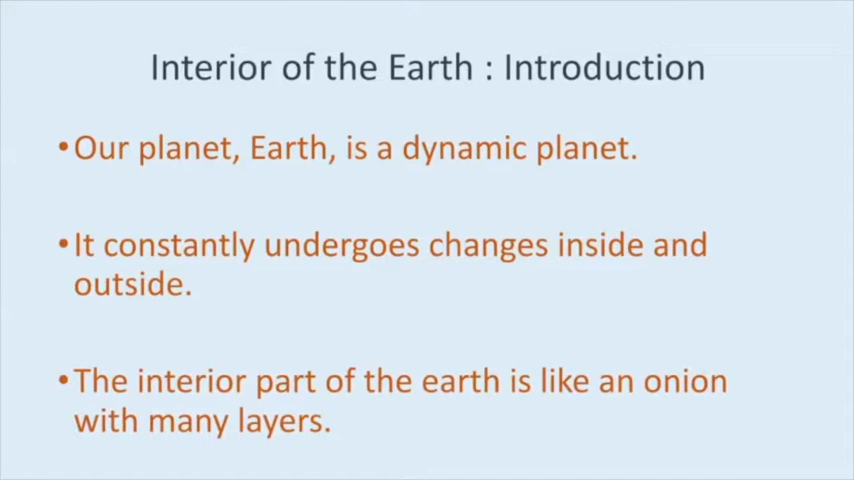 Interior of the Earth : Introduction
•Our planet, Earth, is a dynamic planet.
•It constantly undergoes changes inside and
outside.
•The interior part of the earth is like an onion
with many layers.